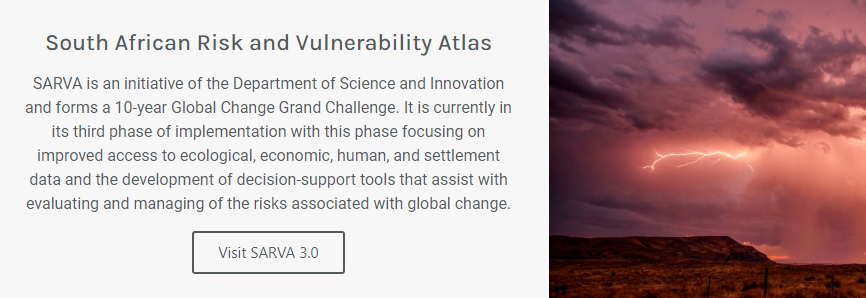 South African Risk and Vulnerability Atlas
SARVA is an initiative of the Department of Science and Innovation
and forms a 10-year Global Change Grand Challenge. It is currently in
its third phase of implementation with this phase focusing on
improved access to ecological, economic, human, and settlement
data and the development of decision-support tools that assist with
evaluating and managing of the risks associated with global change.
Visit SARVA 3.0